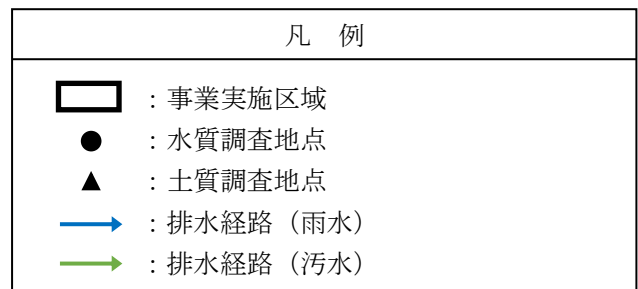 凡　例
：事業実施区域
：水質調査地点
：土質調査地点
：排水経路（雨水）
：排水経路（汚水）